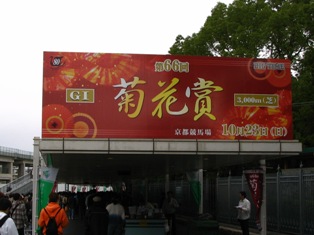 第66回
GI
菊花賞
3,000m(芝)
京都競馬場
10月23日(日)